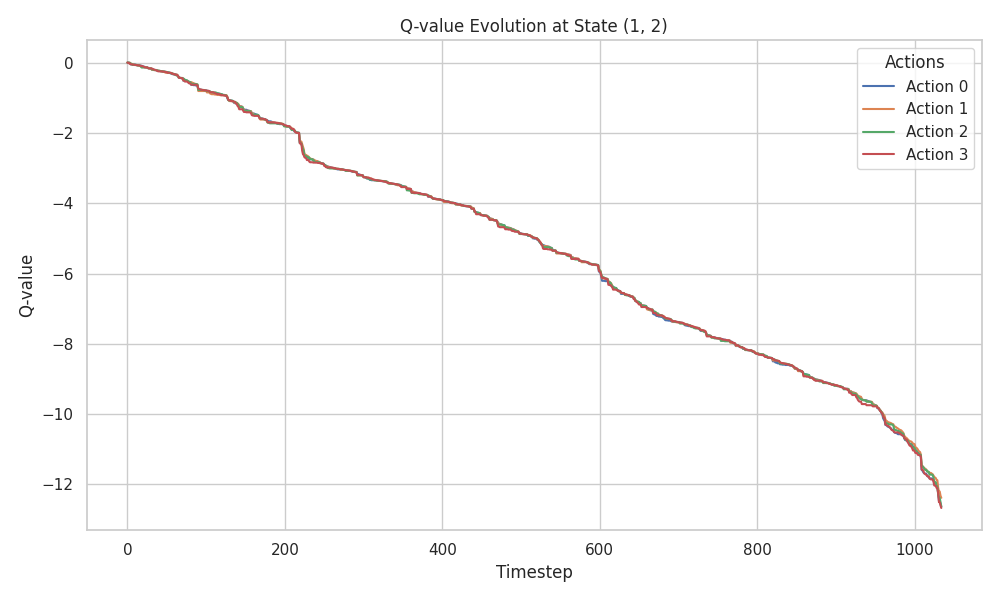 Q-value Evolution at State (1, 2)
Actions
Action 0
Action 1
Action 2
Action 3
Q-value
0
−2
−4
−6
−8
−10
−12
0 200 400 600 800 1000
Timestep